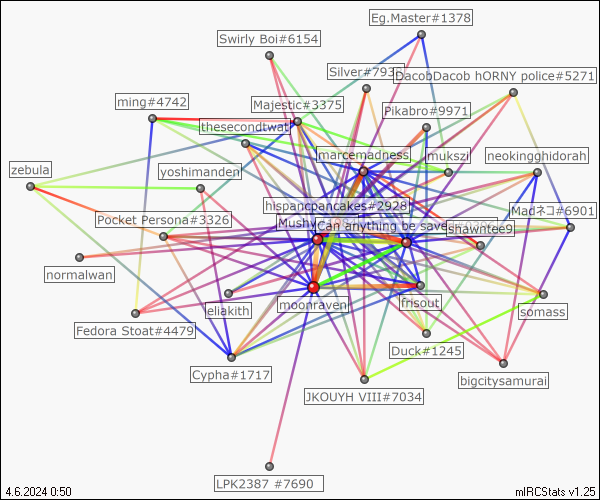 Eg.Master#1378
Swirly Boi#6154
Silver#793
DacobDacob hORNY police#5271
ming#4742
Majestic#3375
Pikabro#9971
thesecondtwat
marcemadness
mukszi
neokingghidorah
zebula
yoshimanden
hispancpancakes#2928
Madネコ#6901
Pocket Persona#3326
Mushy
Can anything be save
shawntee9
normalwan
eliakith
moonraven
frisout
somass
Fedora Stoat#4479
Duck#1245
Cypha#1717
bigcitysamurai
JKOUYH VIII#7034
LPK2387 #7690
4.6.2024 0:50
mIRCStats v1.25